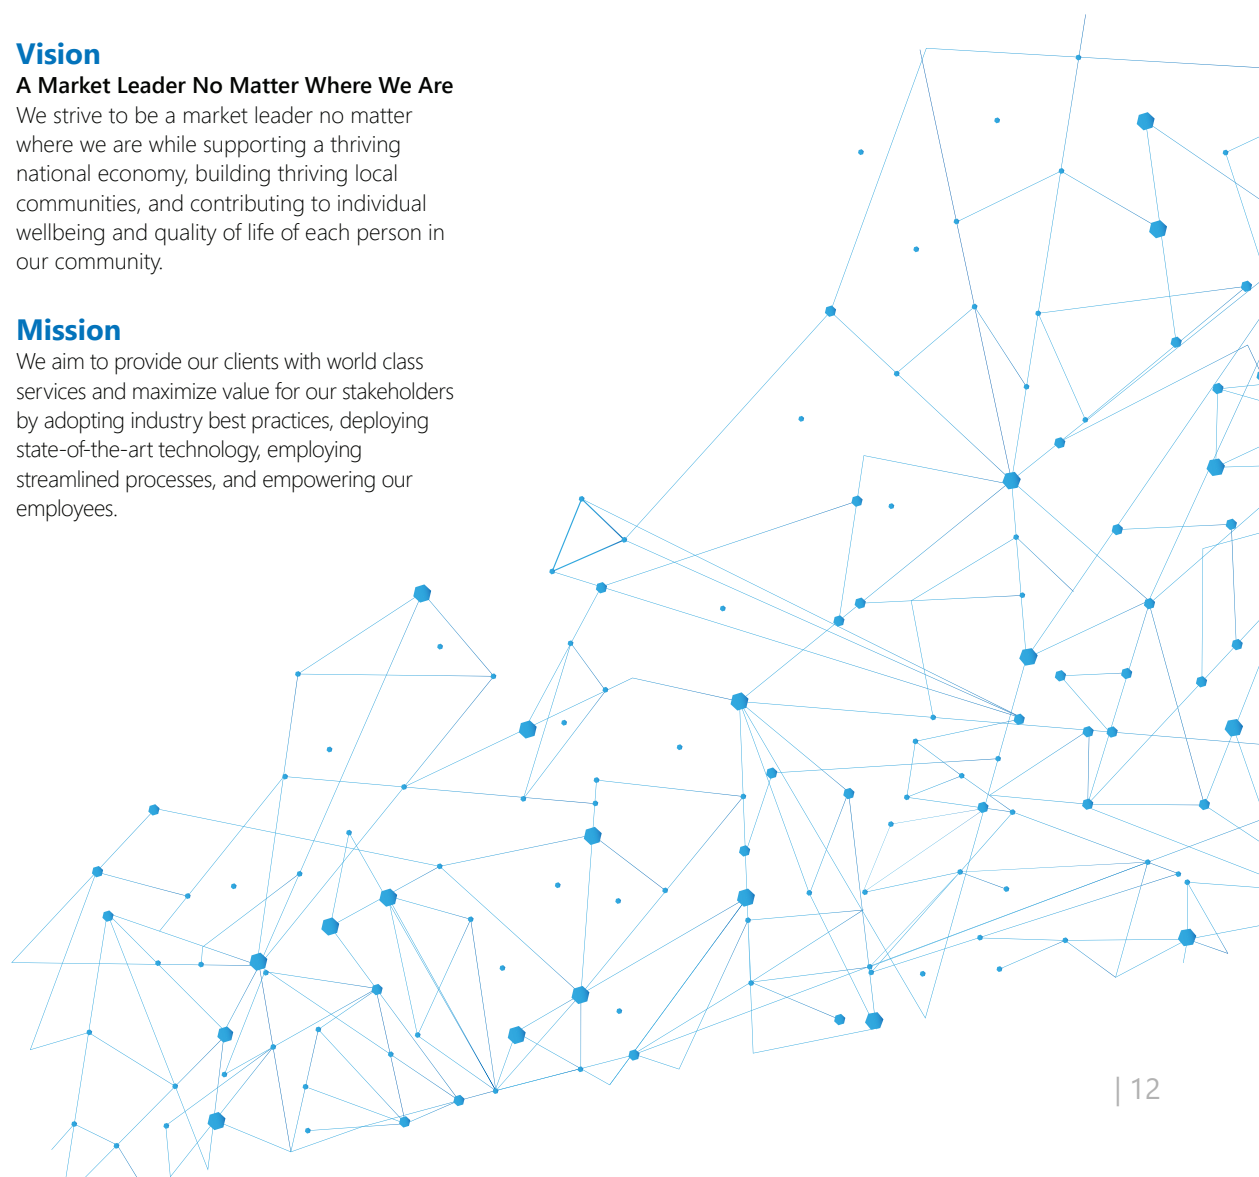 Vision
A Market Leader No Matter Where We Are
We strive to be a market leader no matter
where we are while supporting a thriving
national economy, building thriving local
communities, and contributing to individual
wellbeing and quality of life of each person in
our community.
Mission
We aim to provide our clients with world class
services and maximize value for our stakeholders
by adopting industry best practices, deploying
state-of-the-art technology, employing
streamlined processes, and empowering our
employees.
| 12